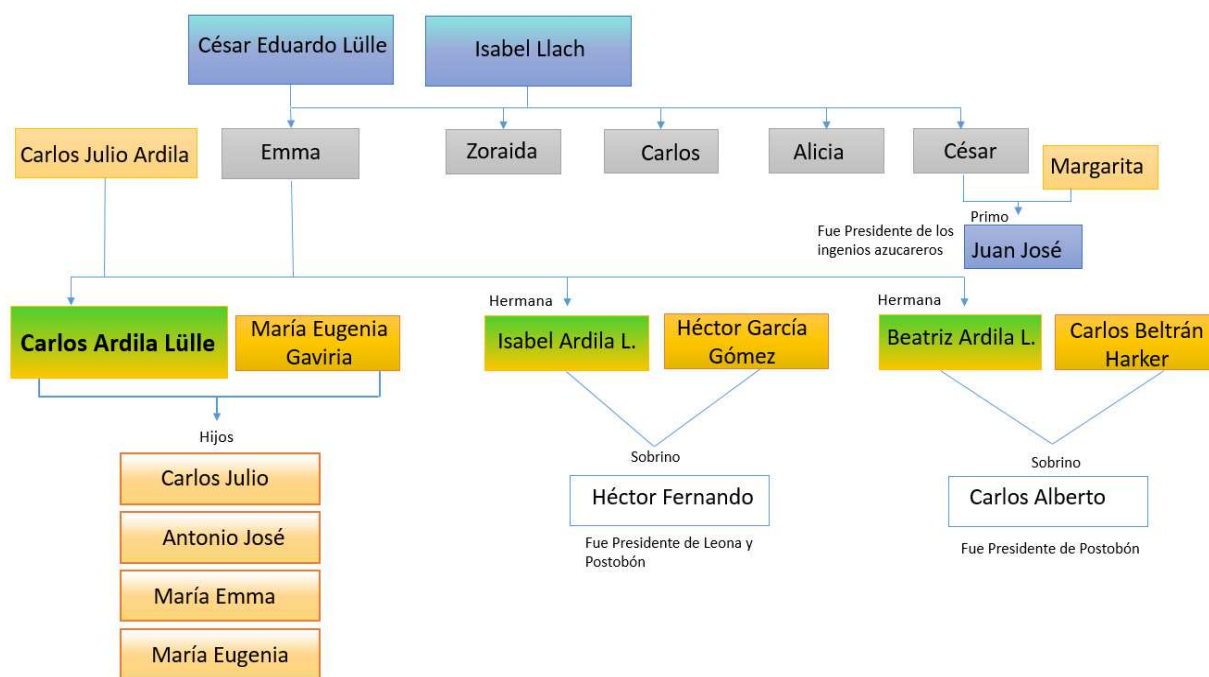 César Eduardo Lülle
Isabel Llach
Carlos Julio Ardila
Emma
Zoraida
Carlos
Alicia
César
Margarita
Primo
Fue Presidente de los
ingenios azucareros
Juan José
Carlos Ardila Lülle
María Eugenia
Gaviria
Hermana
Isabel Ardila L.
Héctor García
Gómez
Hermana
Beatriz Ardila L.
Carlos Beltrán
Harker
Hijos
Carlos Julio
Antonio José
María Emma
María Eugenia
Sobrino
Héctor Fernando
Fue Presidente de Leona y
Postobón
Sobrino
Carlos Alberto
Fue Presidente de Postobón